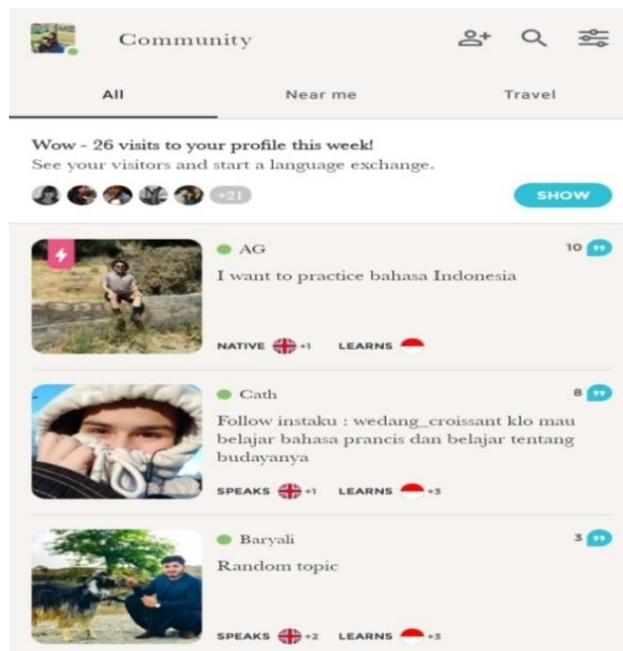 Community
All Near me Travel
Wow - 26 visits to your profile this week!
See your visitors and start a language exchange.
+21 SHOW
AG 10
I want to practice bahasa Indonesia
NATIVE +1 LEARNS
Cath 8
Follow instaku : wedang_croissant klo mau
belajar bahasa prancis dan belajar tentang
budayanya
SPEAKS +1 LEARNS +3
Baryali 3
Random topic
SPEAKS +2 LEARNS +3